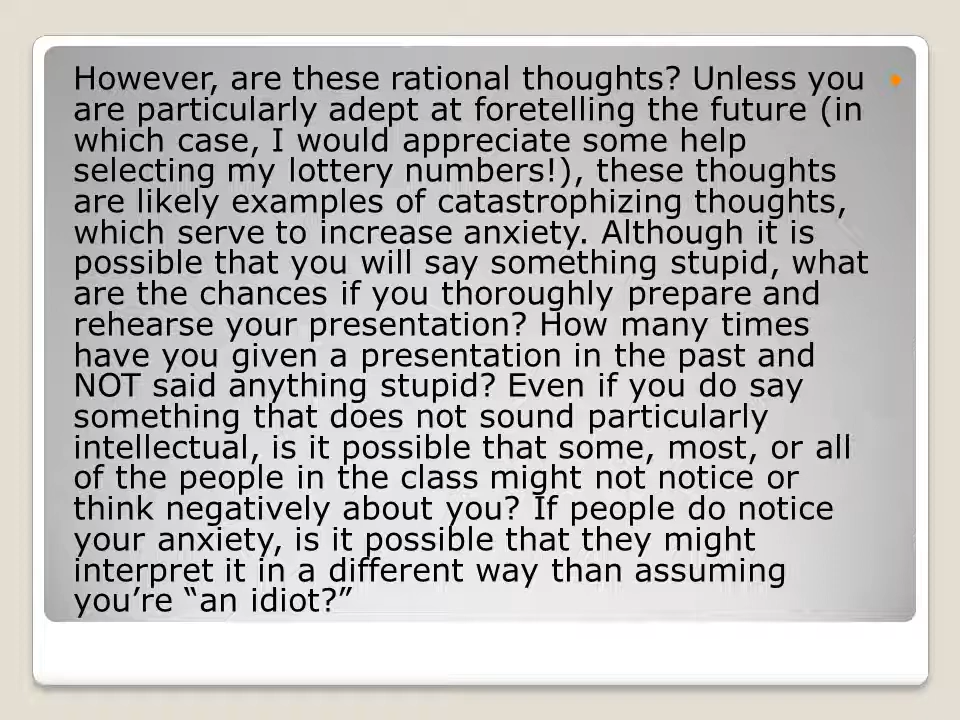 However, are these rational thoughts? Unless you
are particularly adept at foretelling the future (in
which case, I would appreciate some help
selecting my lottery numbers!), these thoughts
are likely examples of catastrophizing thoughts,
which serve to increase anxiety. Although it is
possible that you will say something stupid, what
are the chances if you thoroughly prepare and
rehearse your presentation? How many times
have you given a presentation in the past and
NOT said anything stupid? Even if you do say
something that does not sound particularly
intellectual, is it possible that some, most, or all
of the people in the class might not notice or
think negatively about you? If people do notice
your anxiety, is it possible that they might
interpret it in a different way than assuming
you’re “an idiot?”